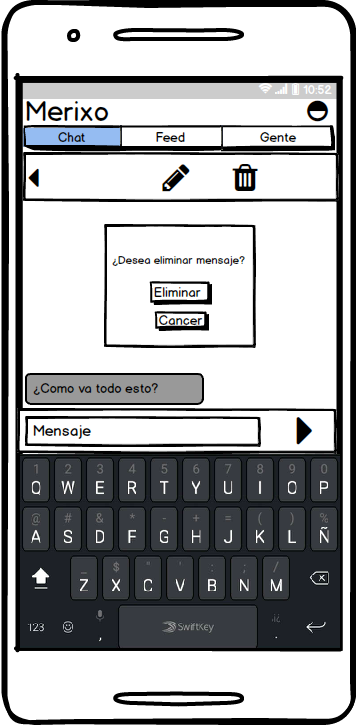 10:52
Merixo
Chat Feed Gente
¿Desea eliminar mensaje?
Eliminar
Cancer
¿Como va todo esto?
Mensaje
1 2 3 4 5 6 7 8 9 0
Q W E R T Y U I O P
@ # & * - + = ( ) %
A S D F G H J K L Ñ
_ $ " ' : ; /
Z X C V B N M
123 , SwiftKey .¿